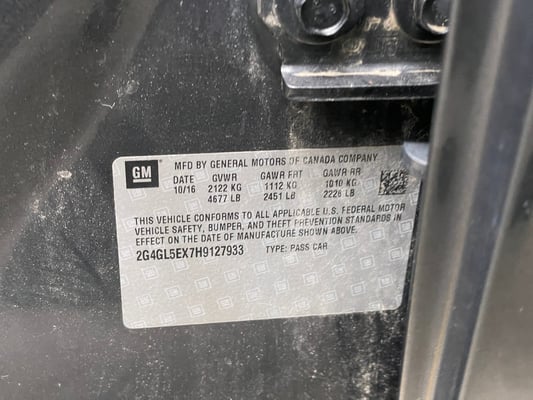 GM
MFD BY GENERAL MOTORS OF CANADA COMPANY
DATE GVWR GAWR FRT GAWR RR
10/16 2122 KG 1112 KG 1010 KG
4677 LB 2451 LB 2226 LB
THIS VEHICLE CONFORMS TO ALL APPLICABLE U.S. FEDERAL MOTOR
VEHICLE SAFETY, BUMPER, AND THEFT PREVENTION STANDARDS IN
EFFECT ON THE DATE OF MANUFACTURE SHOWN ABOVE.
2G4GL5EX7H9127933 TYPE: PASS CAR